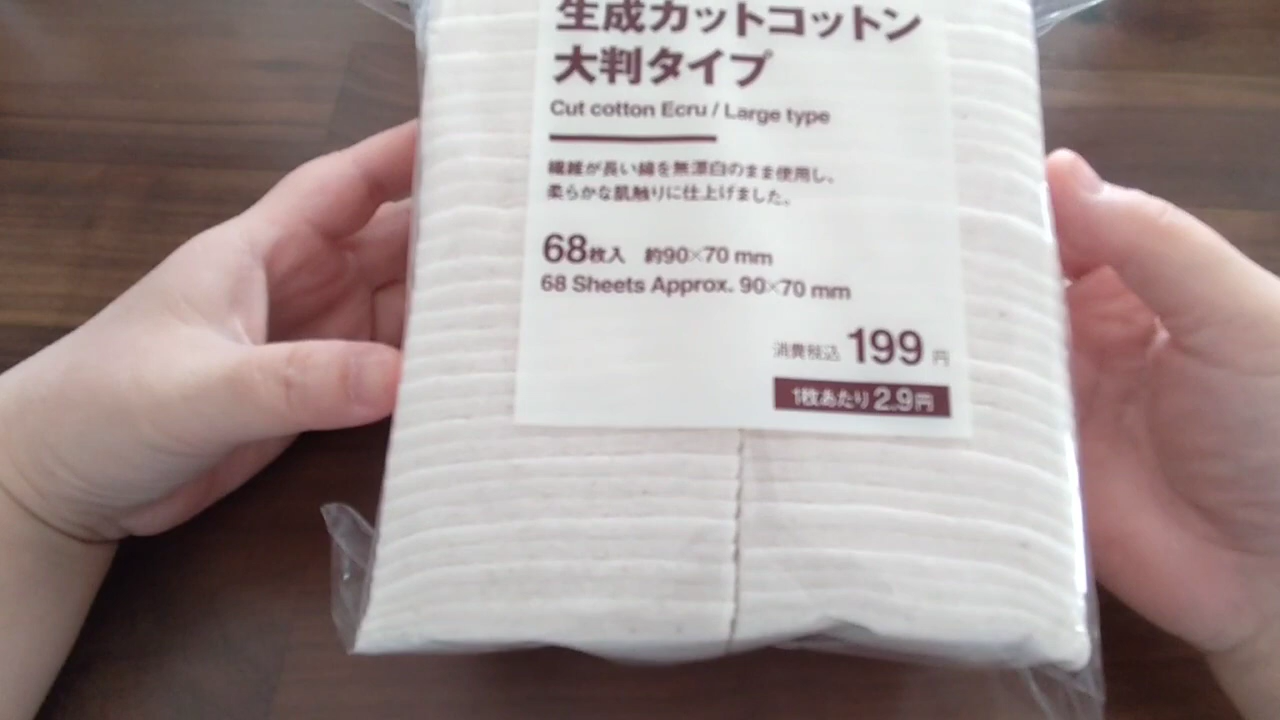 生成カットコットン
大判タイプ
Cut cotton Ecru / Large type
繊維が長い綿を無漂白のまま使用し、
柔らかな肌触りに仕上げました。
68枚入 約90×70 mm
68 Sheets Approx. 90×70 mm
消費税込 199 円
1枚あたり 2.9円